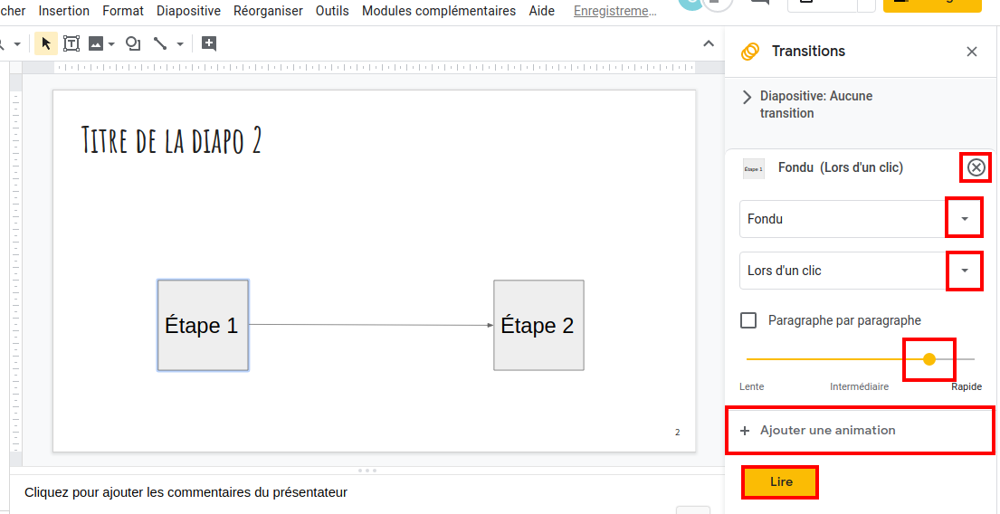 cher Insertion Format Diapositive Réorganiser Outils Modules complémentaires Aide Enregistreme…
Transitions
Diapositive: Aucune
transition
TITRE DE LA DIAPO 2
Étape 1 Fondu (Lors d'un clic)
Fondu
Lors d'un clic
Étape 1
Étape 2
Paragraphe par paragraphe
Lente Intermédiaire Rapide
2
+ Ajouter une animation
Lire
Cliquez pour ajouter les commentaires du présentateur